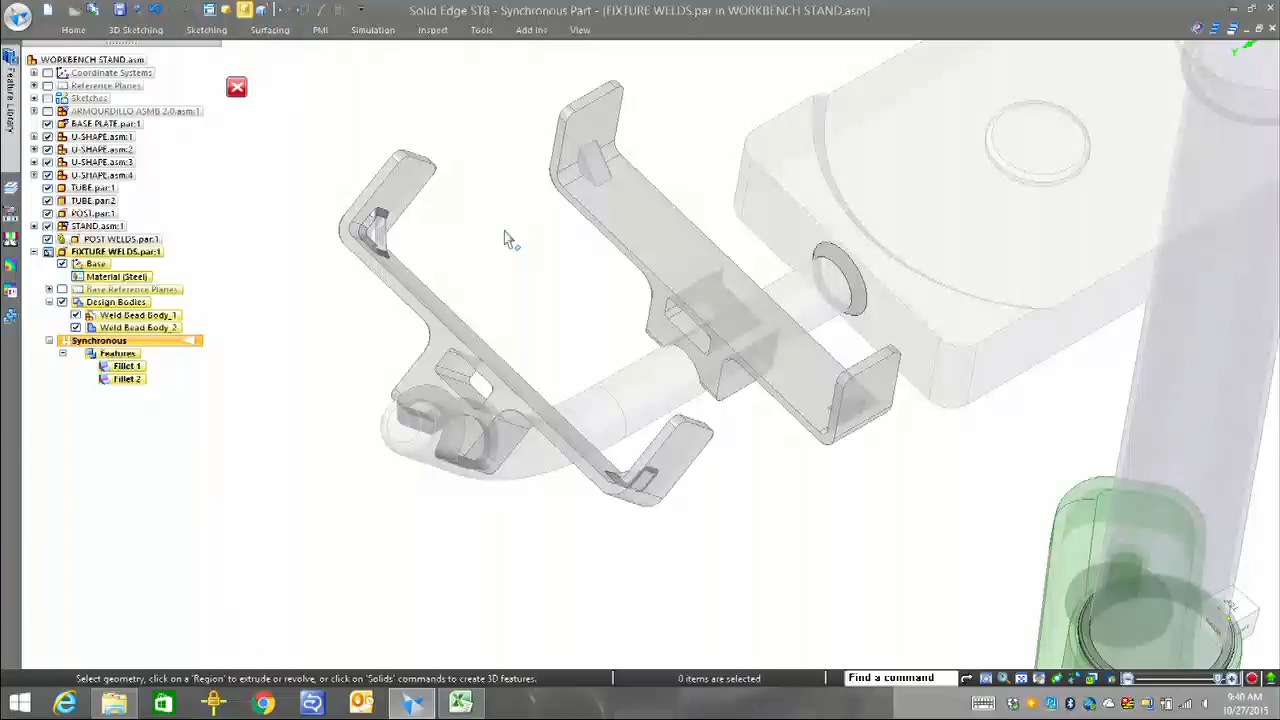 Solid Edge ST8 - Synchronous Part - [FIXTURE WELDS.par in WORKBENCH STAND.asm]
Home 3D Sketching Sketching Surfacing PMI Simulation Inspect Tools Add Ins View
Feature Library
WORKBENCH STAND.asm
Coordinate Systems
Reference Planes
Sketches
ARMOURDILLO ASMB 2.0.asm:1
BASE PLATE.par:1
U-SHAPE.asm:1
U-SHAPE.asm:2
U-SHAPE.asm:3
U-SHAPE.asm:4
TUBE.par:1
TUBE.par:2
POST.par:1
STAND.asm:1
POST WELDS.par:1
FIXTURE WELDS.par:1
Base
Material (Steel)
Base Reference Planes
Design Bodies
Weld Bead Body_1
Weld Bead Body_2
Synchronous
Features
Fillet 1
Fillet 2
Select geometry, click on a 'Region' to extrude or revolve, or click on 'Solids' commands to create 3D features.
0 items are selected
Find a command
9:40 AM
10/27/2015